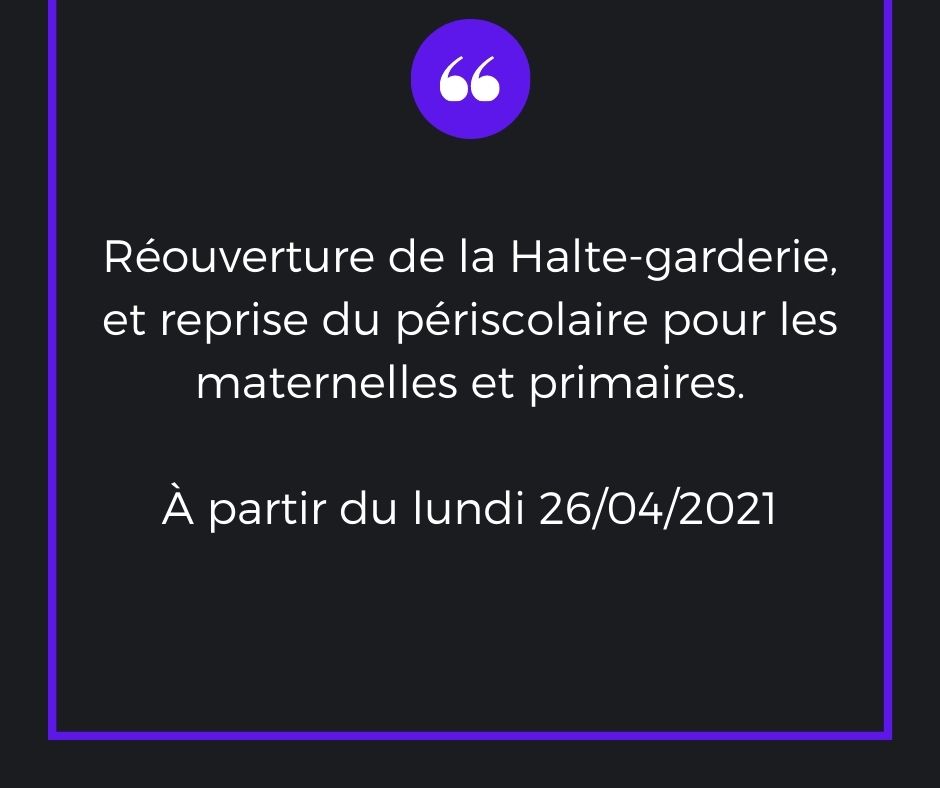 Réouverture de la Halte-garderie,
et reprise du périscolaire pour les
maternelles et primaires.
À partir du lundi 26/04/2021